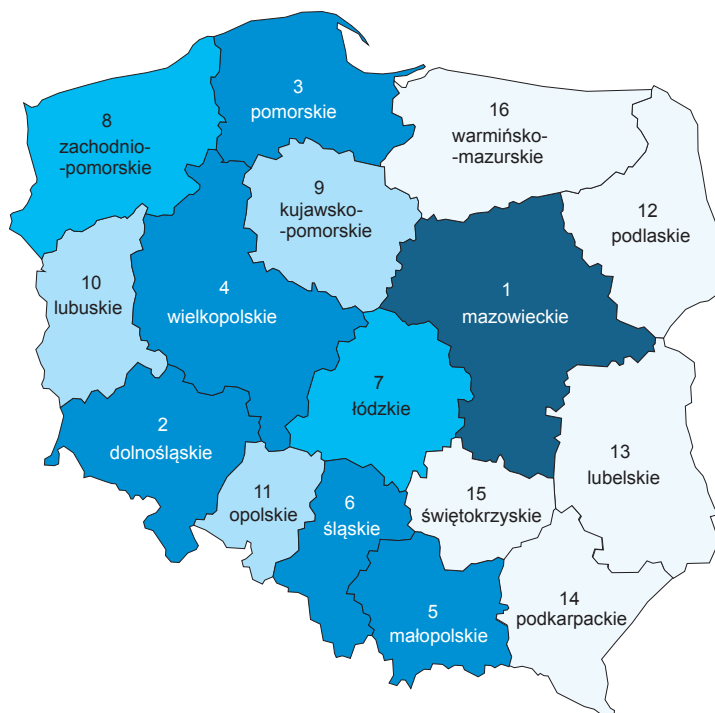 3
pomorskie
16
warmińsko-
-mazurskie
8
zachodnio-
-pomorskie
9
kujawsko-
-pomorskie
12
podlaskie
10
lubuskie
4
wielkopolskie
1
mazowieckie
7
łódzkie
2
dolnośląskie
13
lubelskie
11
opolskie
6
śląskie
15
świętokrzyskie
14
podkarpackie
5
małopolskie